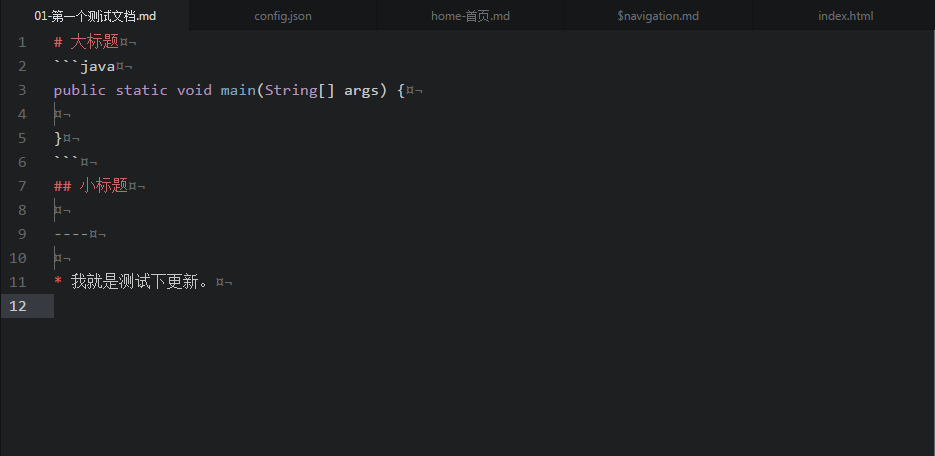 01-第一个测试文档.md config.json home-首页.md $navigation.md index.html
1 # 大标题¤¬
2 ```java¤¬
3 public static void main(String[] args) {¤¬
4 ¤¬
5 }¤¬
6 ```¤¬
7 ## 小标题¤¬
8 ¤¬
9 ----¤¬
10 ¤¬
11 * 我就是测试下更新。¤¬
12